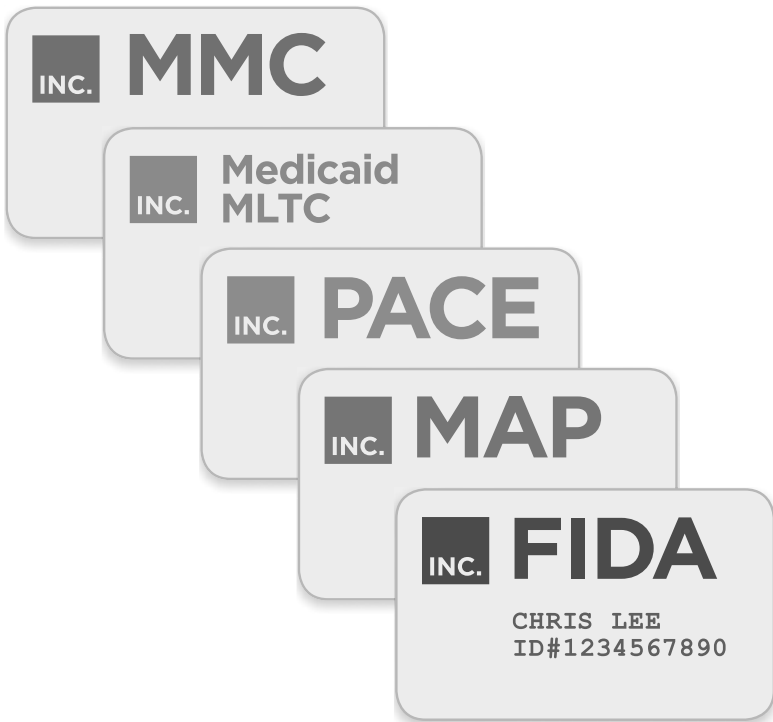 INC. MMC
INC. Medicaid
MLTC
INC. PACE
INC. MAP
INC. FIDA
CHRIS LEE
ID#1234567890